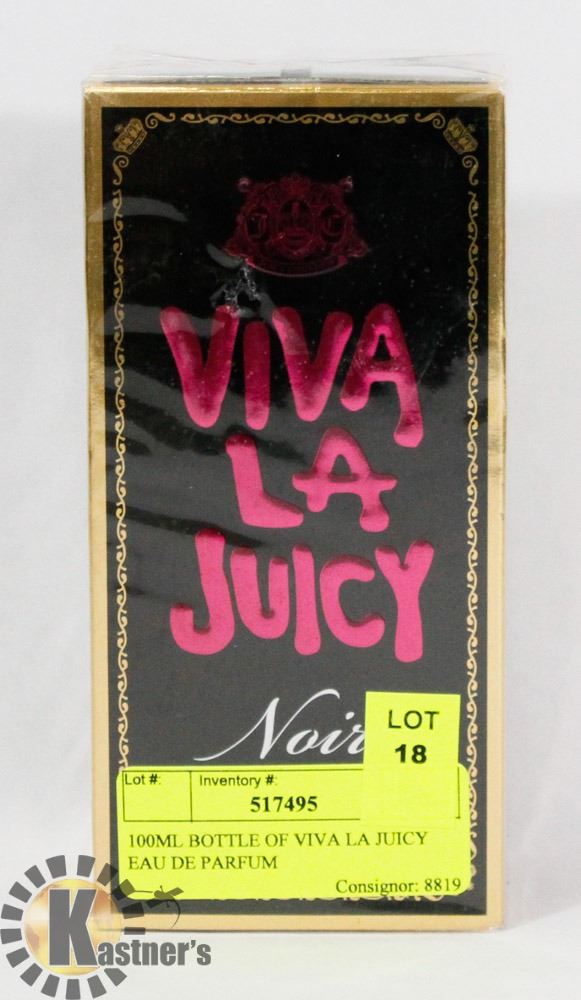 VIVA
LA
JUICY
Noir
LOT
18
Lot #:
Inventory #:
517495
100ML BOTTLE OF VIVA LA JUICY
EAU DE PARFUM
Consignor: 8819
KASTNER'S